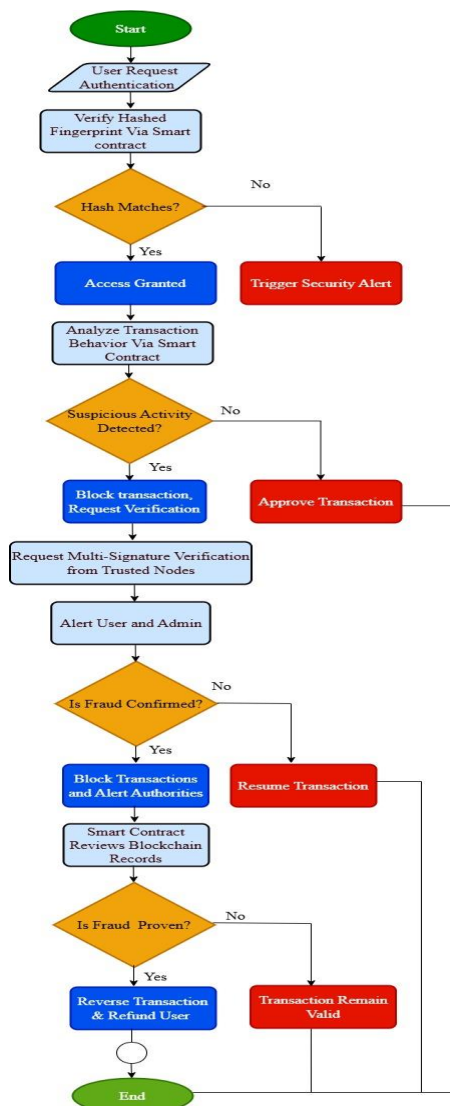 Start
User Request
Authentication
Verify Hashed
Fingerprint Via Smart
contract
No
Hash Matches?
Yes
Access Granted
Trigger Security Alert
Analyze Transaction
Behavior Via Smart
Contract
Suspicious Activity
Detected?
No
Yes
Block transaction,
Request Verification
Approve Transaction
Request Multi-Signature Verification
from Trusted Nodes
Alert User and Admin
No
Is Fraud Confirmed?
Yes
Block Transactions
and Alert Authorities
Resume Transaction
Smart Contract
Reviews Blockchain
Records
No
Is Fraud Proven?
Yes
Reverse Transaction
& Refund User
Transaction Remain
Valid
End